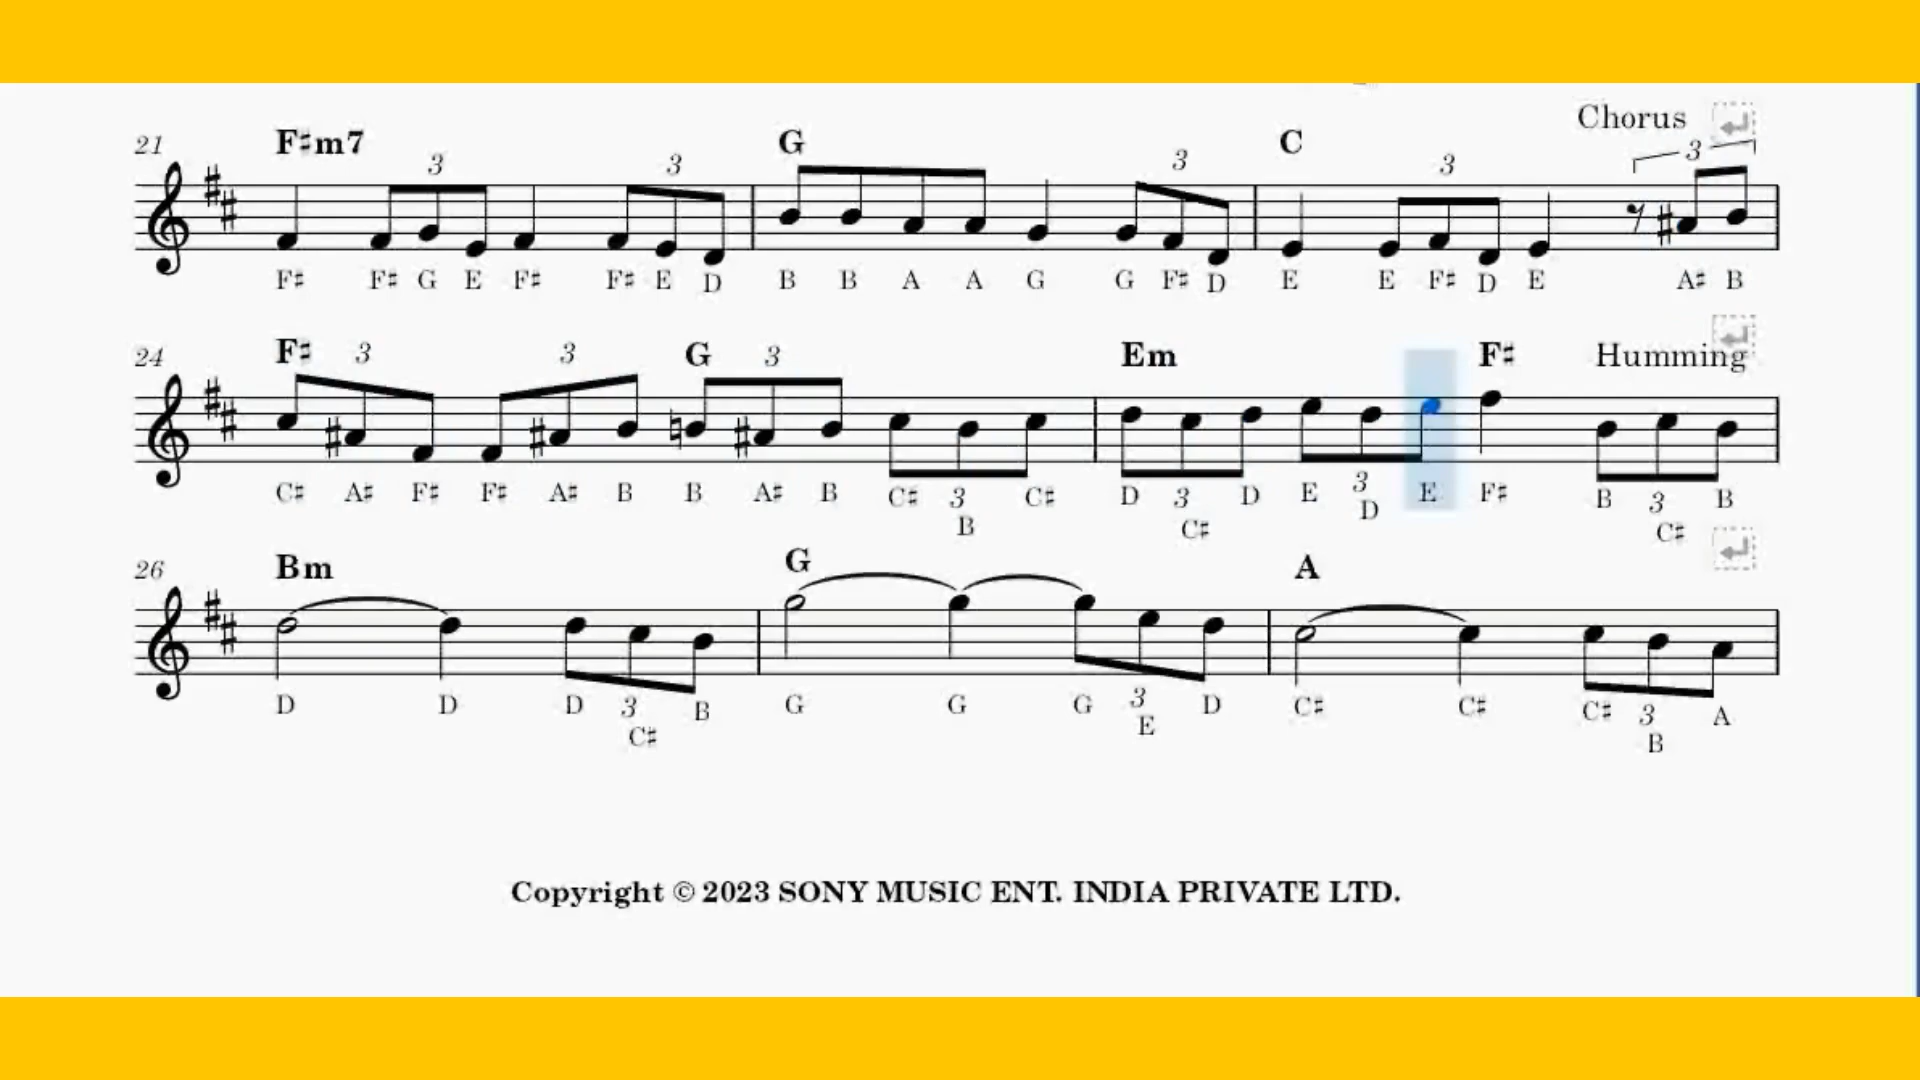 Chorus
21 F♯m7 G C
3 3 3 3 3
F♯ F♯ G E F♯ F♯ E D B B A A G G F♯ D E E F♯ D E A♯ B
24 F♯ 3 3 G 3 Em F♯ Humming
C♯ A♯ F♯ F♯ A♯ B B A♯ B C♯ 3 C♯ D 3 D E 3 E F♯ B 3 B
B C♯ D C♯
26 Bm G A
D D D 3 B G G G 3 D C♯ C♯ C♯ 3 A
C♯ E B
Copyright © 2023 SONY MUSIC ENT. INDIA PRIVATE LTD.